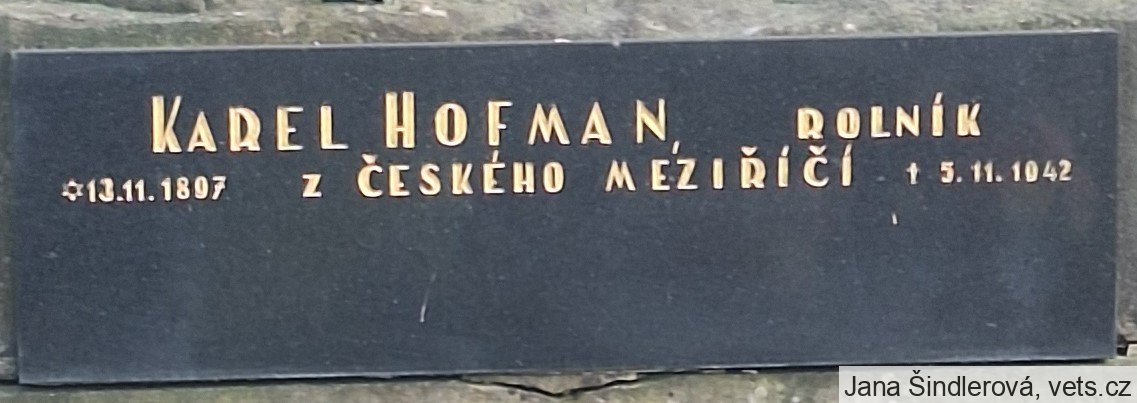 KAREL HOFMAN, ROLNÍK
✡13.11.1897 Z ČESKÉHO MEZIŘÍČÍ † 5.11.1942
Jana Šindlerová, vets.cz